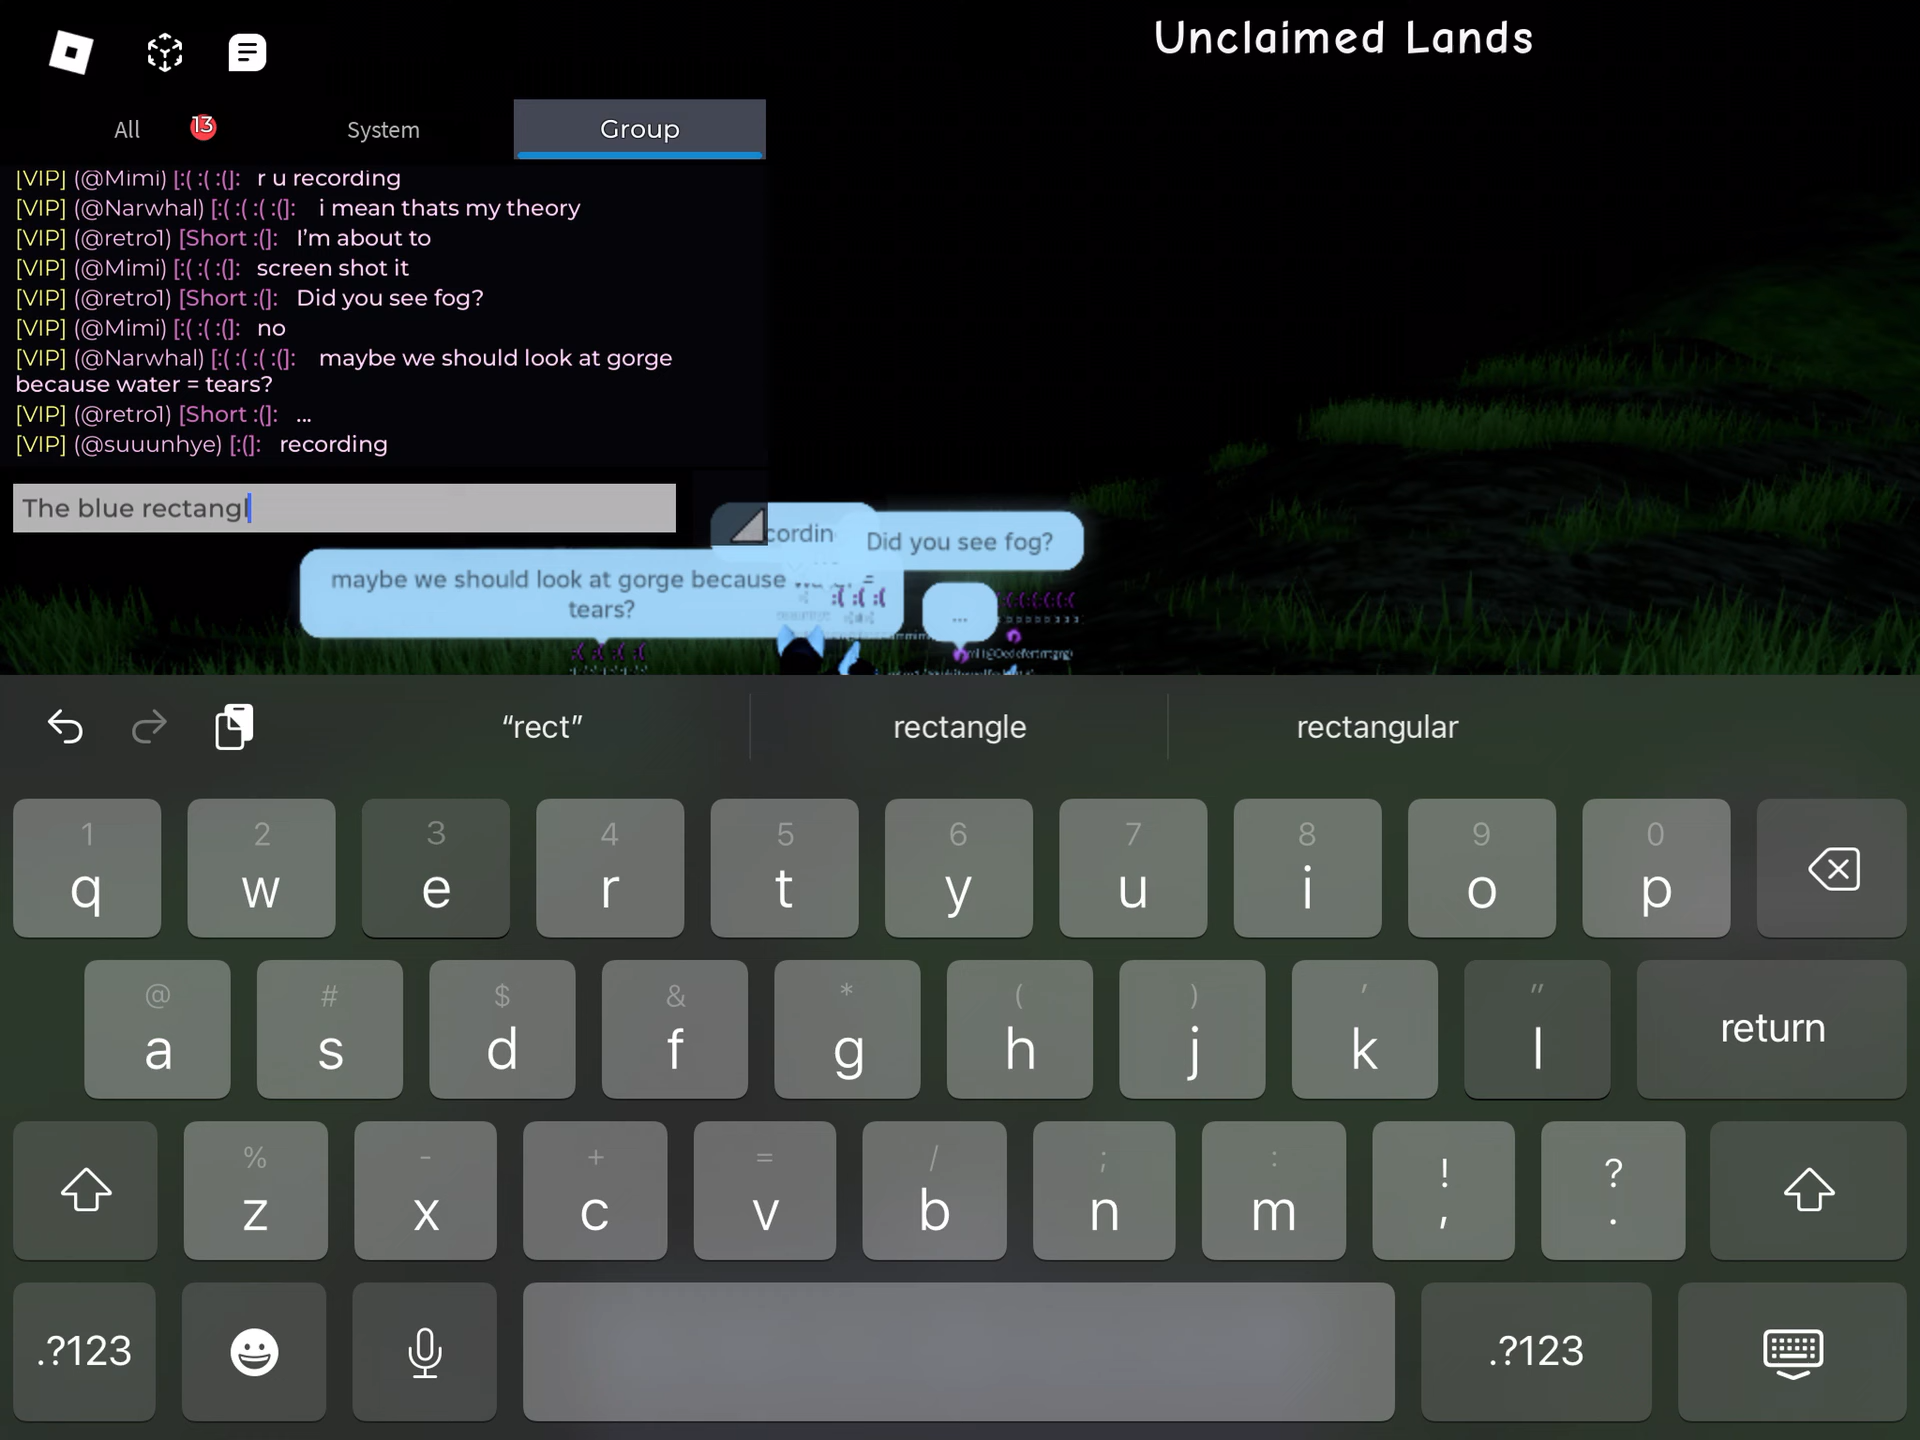 Unclaimed Lands
All 13 System Group
[VIP] (@Mimi) [:( :( :(]: r u recording
[VIP] (@Narwhal) [:( :( :( :(]: i mean thats my theory
[VIP] (@retro1) [Short :(]: I'm about to
[VIP] (@Mimi) [:( :( :(]: screen shot it
[VIP] (@retro1) [Short :(]: Did you see fog?
[VIP] (@Mimi) [:( :( :(]: no
[VIP] (@Narwhal) [:( :( :( :(]: maybe we should look at gorge
because water = tears?
[VIP] (@retro1) [Short :(]: ...
[VIP] (@suuunhye) [:(]: recording
The blue rectangl
Did you see fog?
maybe we should look at gorge because
tears?
...
“rect” rectangle rectangular
1 2 3 4 5 6 7 8 9 0
q w e r t y u i o p
@ # $ & * ( ) ' "
a s d f g h j k l return
% - + = / ; : ! ?
z x c v b n m , .
.?123 .?123